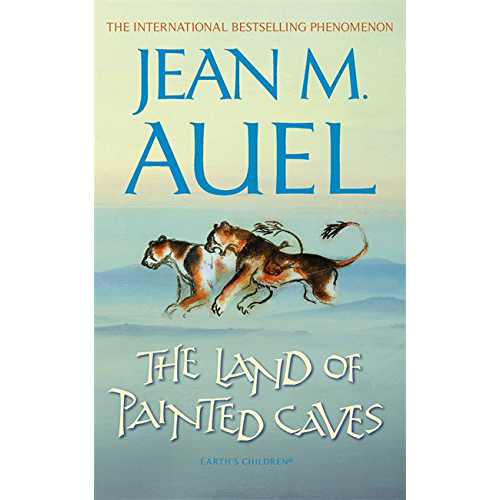 THE INTERNATIONAL BESTSELLING PHENOMENON
JEAN M.
AUEL
THE LAND OF
PAINTED CAVES
EARTH'S CHILDREN®